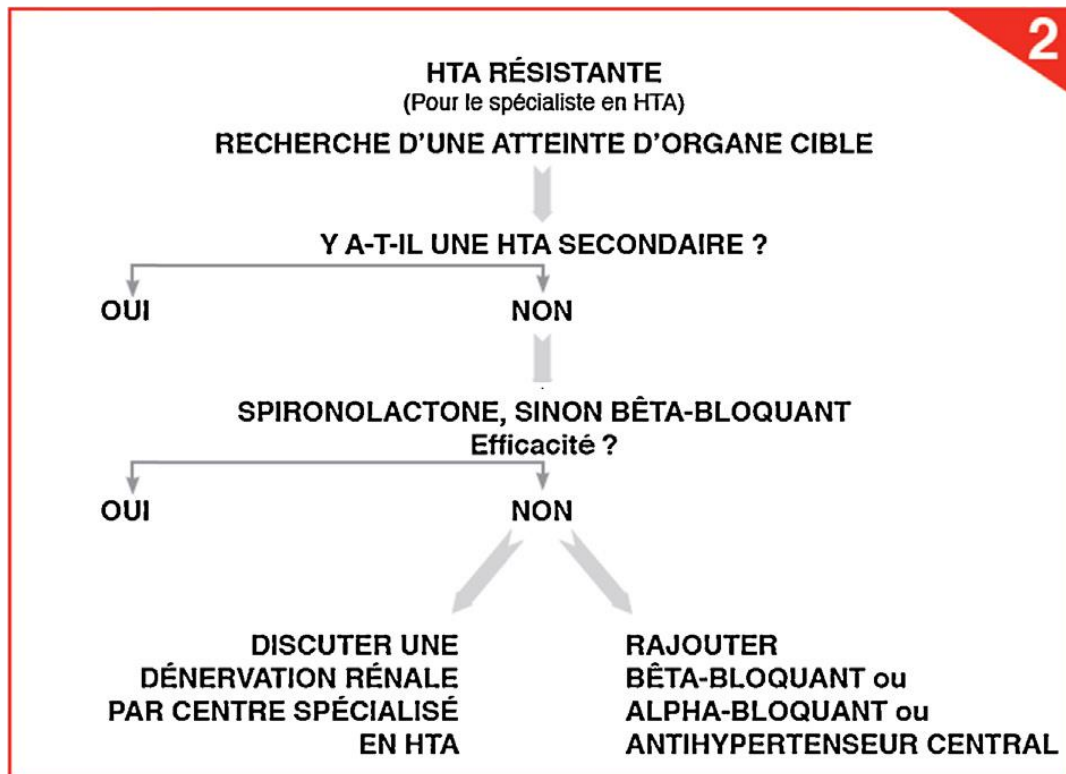 2
HTA RÉSISTANTE
(Pour le spécialiste en HTA)
RECHERCHE D'UNE ATTEINTE D'ORGANE CIBLE
Y A-T-IL UNE HTA SECONDAIRE ?
OUI
NON
SPIRONOLACTONE, SINON BÊTA-BLOQUANT
Efficacité ?
OUI
NON
DISCUTER UNE
DÉNERVATION RÉNALE
PAR CENTRE SPÉCIALISÉ
EN HTA
RAJOUTER
BÊTA-BLOQUANT ou
ALPHA-BLOQUANT ou
ANTIHYPERTENSEUR CENTRAL